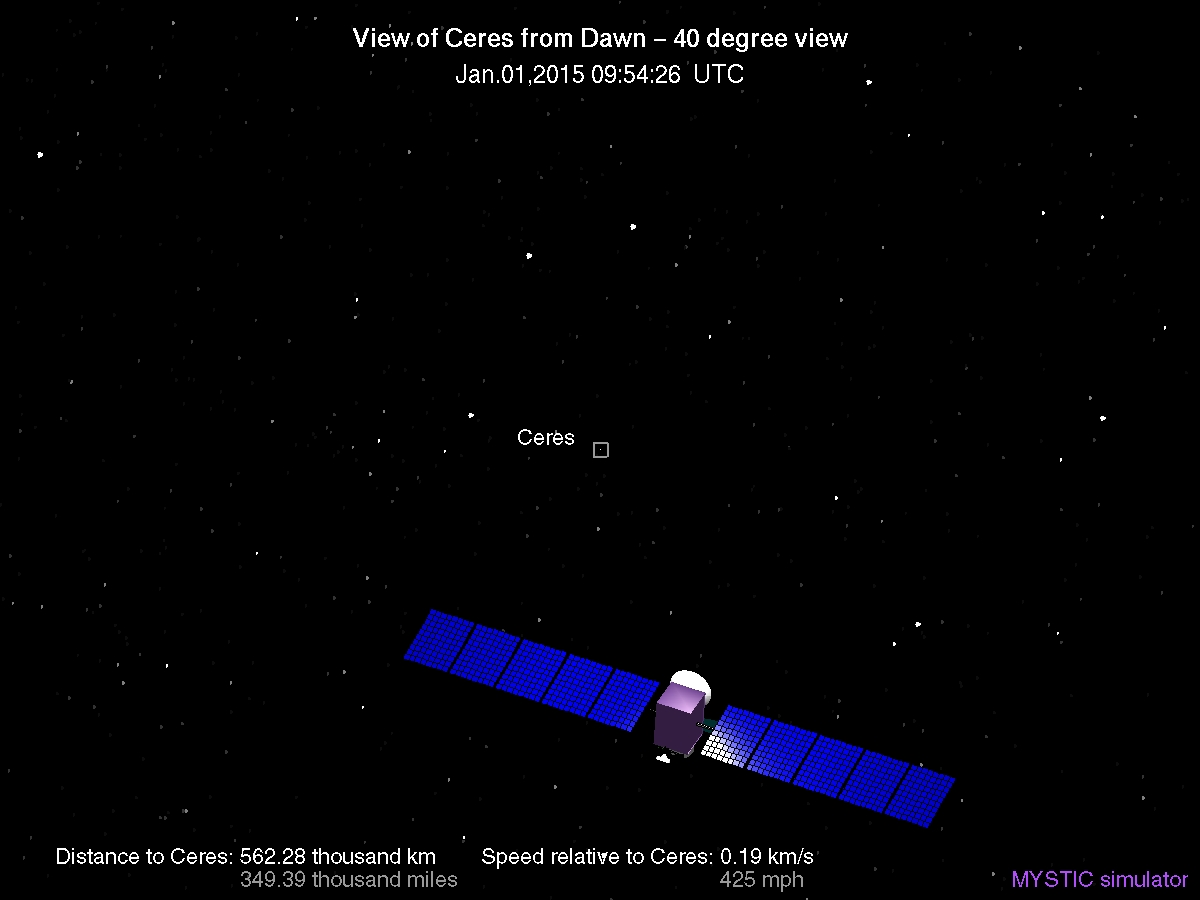 View of Ceres from Dawn – 40 degree view
Jan.01,2015 09:54:26 UTC
Ceres
Distance to Ceres: 562.28 thousand km
349.39 thousand miles
Speed relative to Ceres: 0.19 km/s
425 mph
MYSTIC simulator